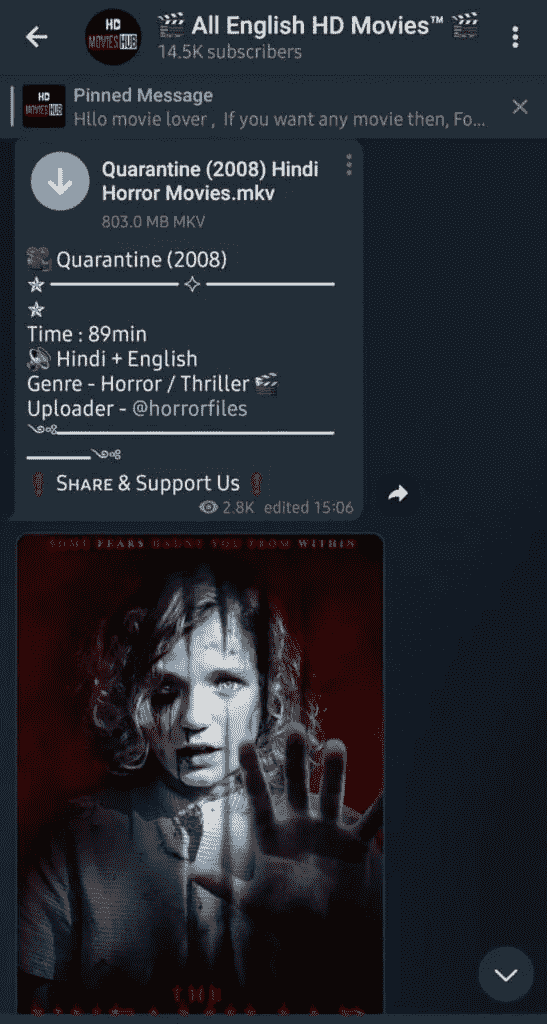 All English HD Movies™
14.5K subscribers
HD
MOVIES HUB
Pinned Message
HIlo movie lover , If you want any movie then, Fo...
HD
MOVIES HUB
Quarantine (2008) Hindi
Horror Movies.mkv
803.0 MB MKV
Quarantine (2008)
Time : 89min
Hindi + English
Genre - Horror / Thriller
Uploader - @horrorfiles
Share & Support Us
2.8K edited 15:06
SOME FEARS HAUNT YOU FROM WITHIN
THE